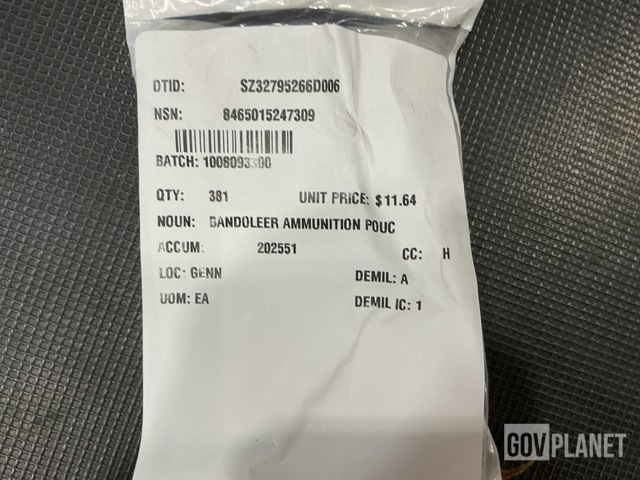 DTID: SZ32795266D006
NSN: 8465015247309
BATCH: 1008093300
QTY: 381 UNIT PRICE: $11.64
NOUN: BANDOLEER AMMUNITION POUC
ACCUM: 202551 CC: H
LOC: GENN DEMIL: A
UOM: EA DEMIL IC: 1
GOVPLANET